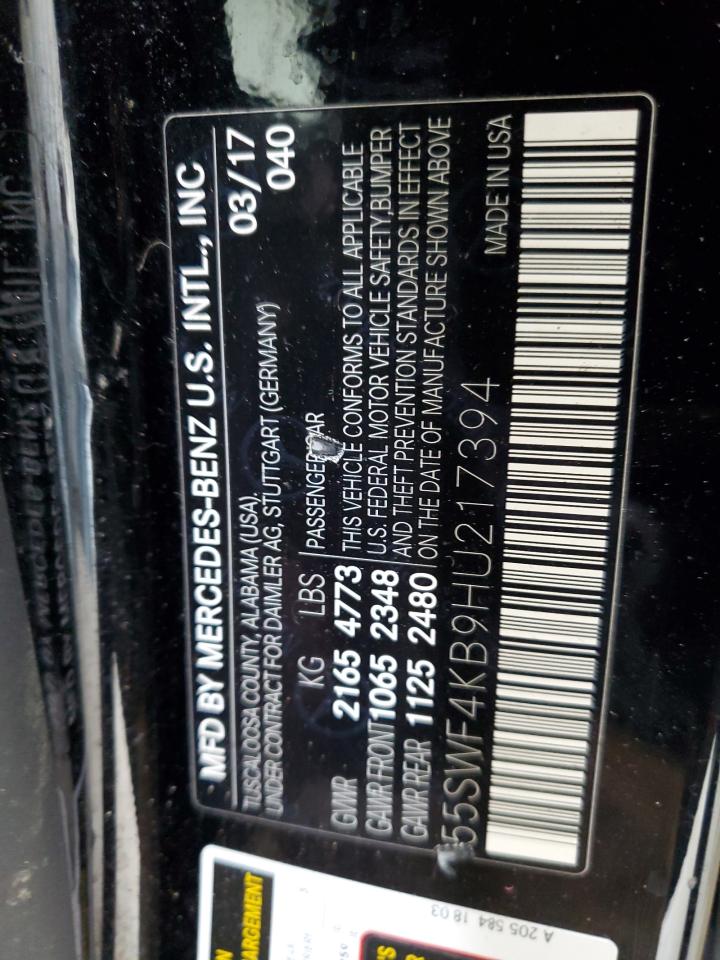 MFD BY MERCEDES-BENZ U.S. INTL., INC
TUSCALOOSA COUNTY, ALABAMA (USA), 03/17
UNDER CONTRACT FOR DAIMLER AG, STUTTGART (GERMANY) 040
KG LBS PASSENGER CAR
GVWR 2165 4773 THIS VEHICLE CONFORMS TO ALL APPLICABLE
GAWR FRONT 1065 2348 U.S. FEDERAL MOTOR VEHICLE SAFETY, BUMPER
GAWR REAR 1125 2480 AND THEFT PREVENTION STANDARDS IN EFFECT
ON THE DATE OF MANUFACTURE SHOWN ABOVE
55SWF4KB9HU217394 MADE IN USA
A 205 584 18 03